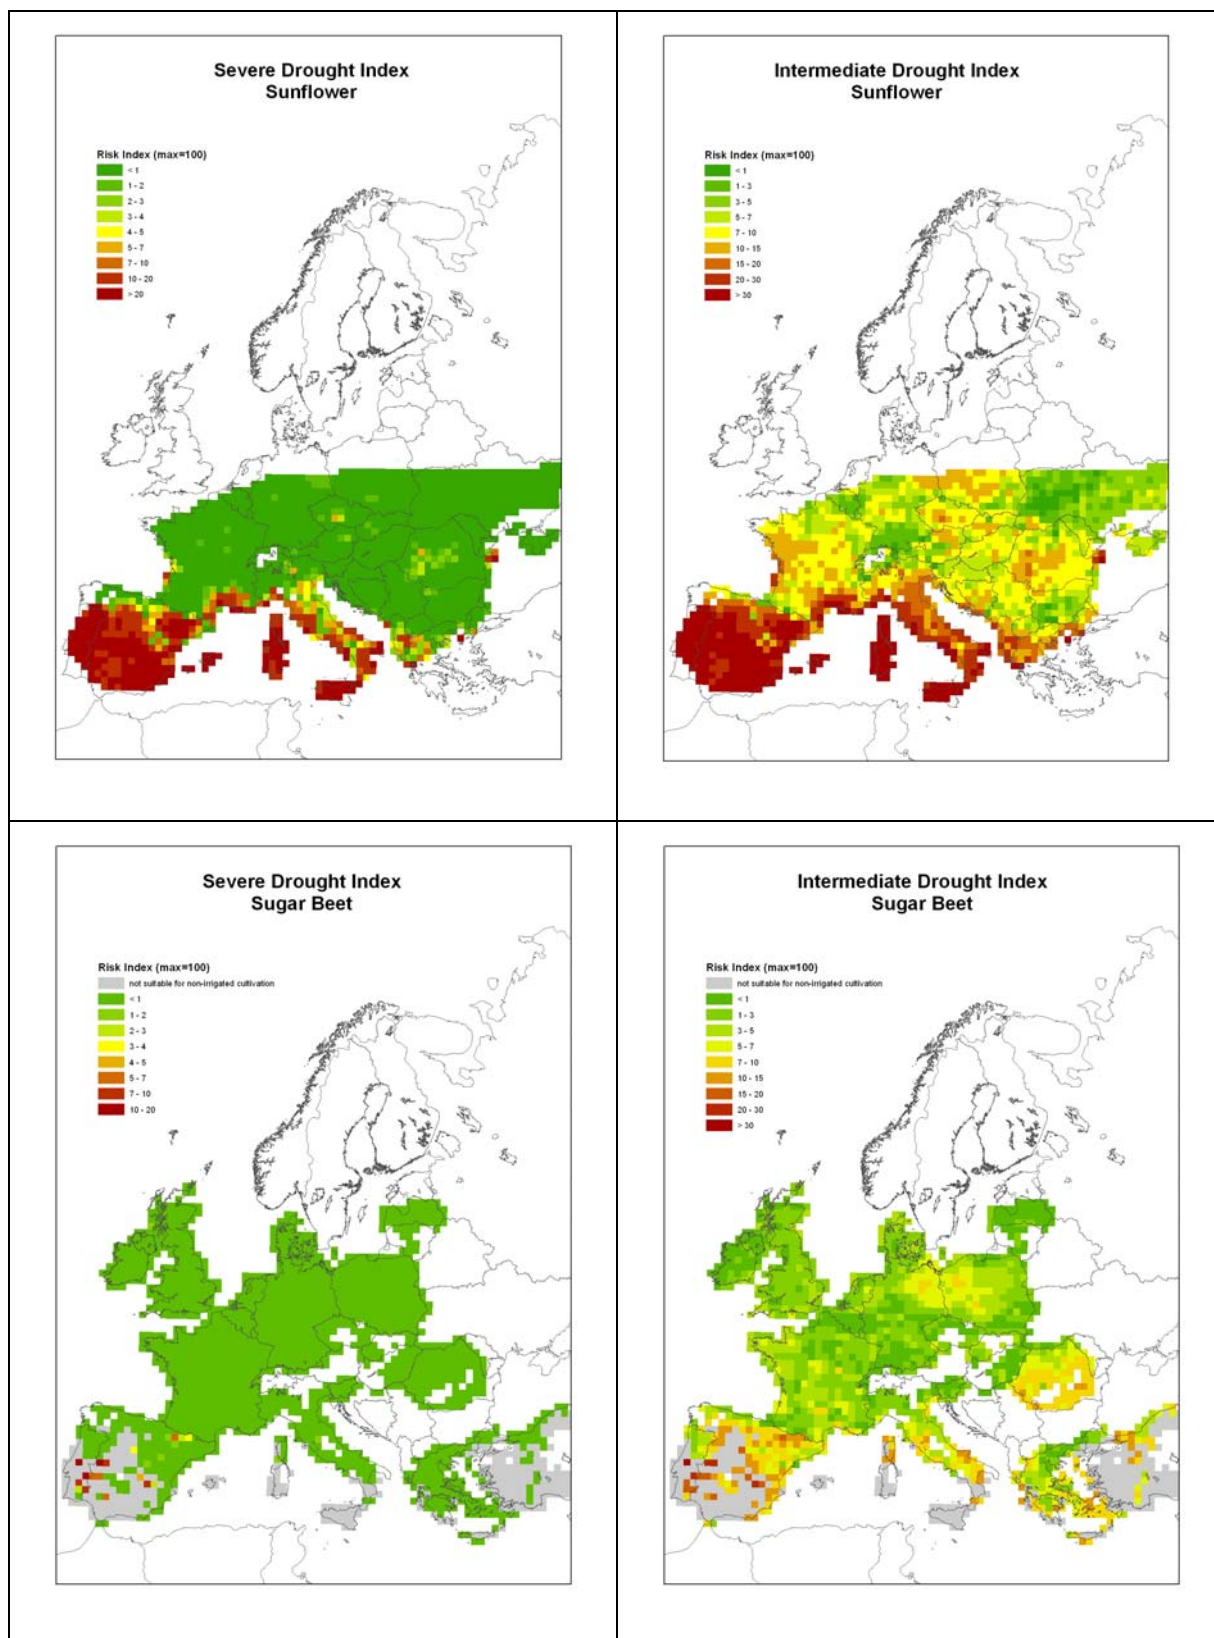 Severe Drought Index
Sunflower
Risk Index (max=100)
< 1
1 - 2
2 - 3
3 - 4
4 - 5
5 - 7
7 - 10
10 - 20
> 20
Intermediate Drought Index
Sunflower
Risk Index (max=100)
< 1
1 - 3
3 - 5
5 - 7
7 - 10
10 - 15
15 - 20
20 - 30
> 30
Severe Drought Index
Sugar Beet
Risk Index (max=100)
not suitable for non-irrigated cultivation
< 1
1 - 2
2 - 3
3 - 4
4 - 5
5 - 7
7 - 10
10 - 20
Intermediate Drought Index
Sugar Beet
Risk Index (max=100)
not suitable for non-irrigated cultivation
< 1
1 - 3
3 - 5
5 - 7
7 - 10
10 - 15
15 - 20
20 - 30
> 30